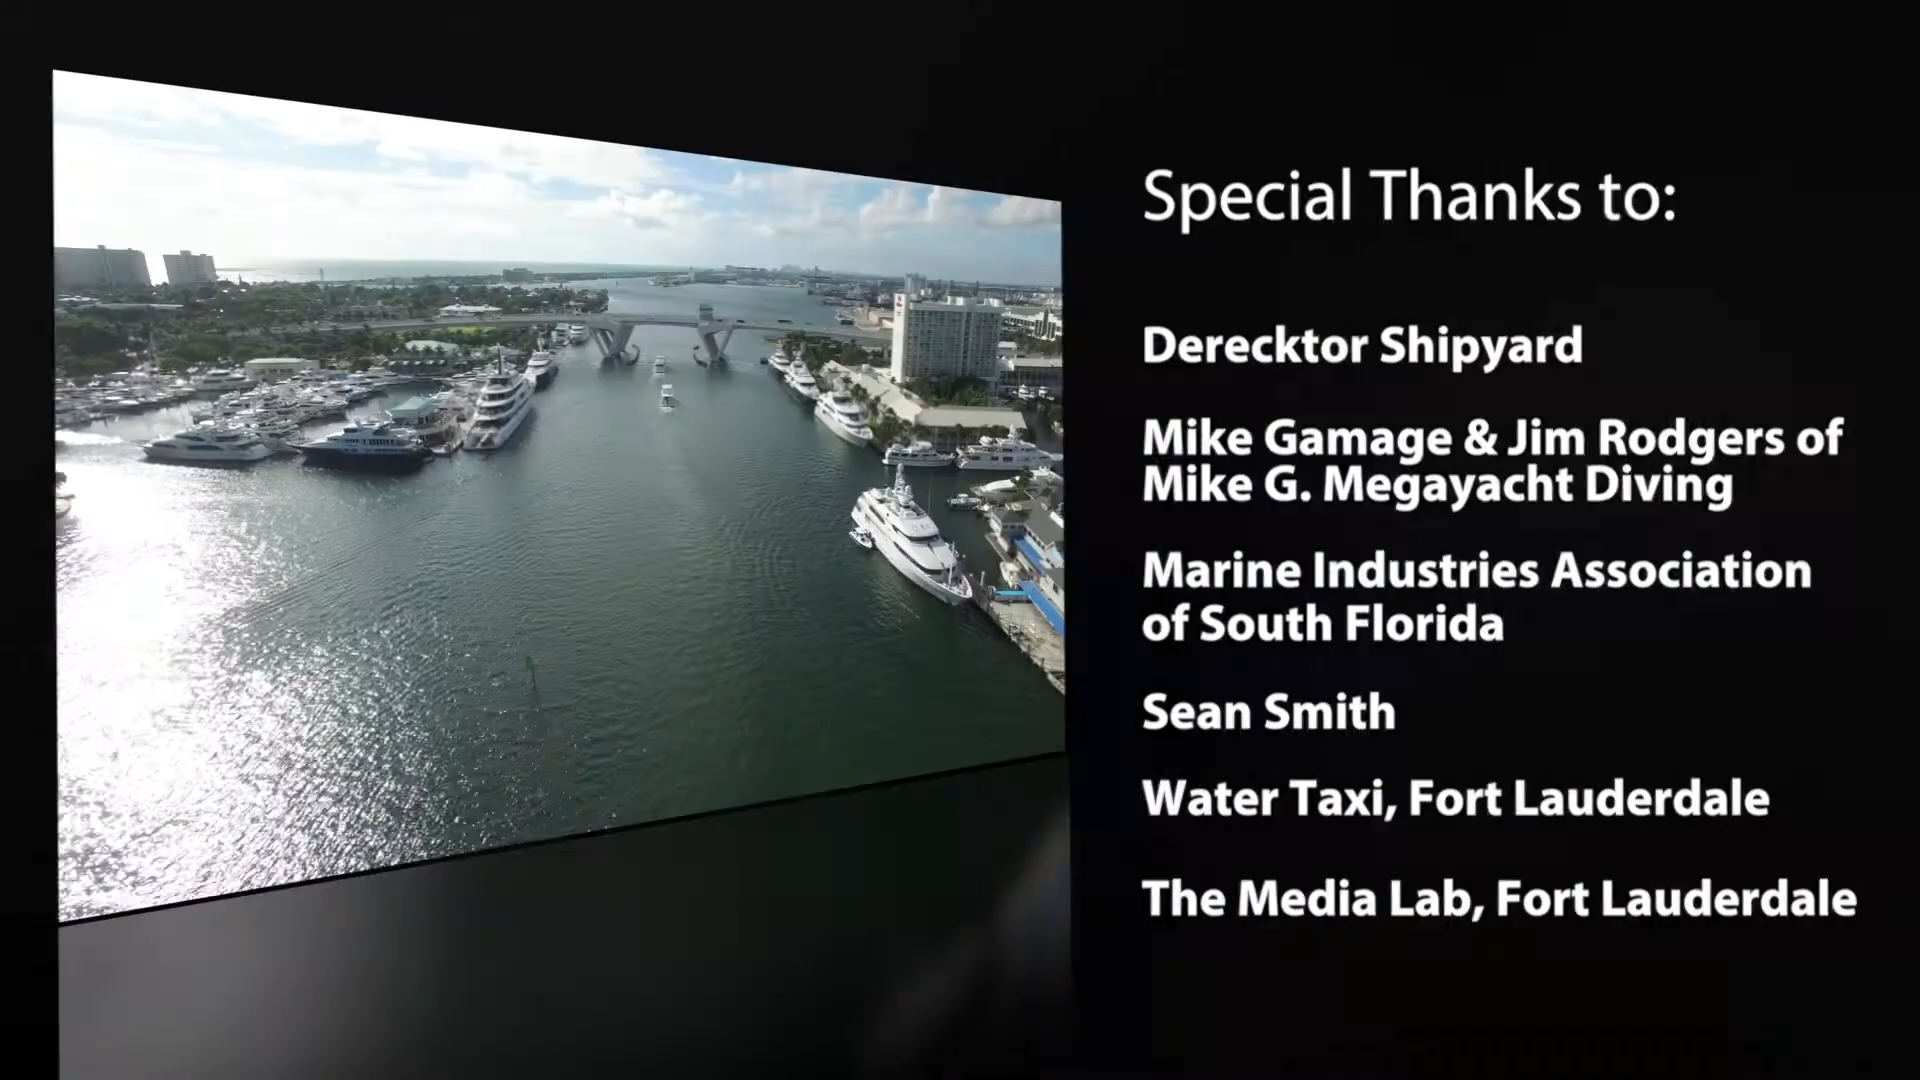 Special Thanks to:
Derecktor Shipyard
Mike Gamage & Jim Rodgers of
Mike G. Megayacht Diving
Marine Industries Association
of South Florida
Sean Smith
Water Taxi, Fort Lauderdale
The Media Lab, Fort Lauderdale